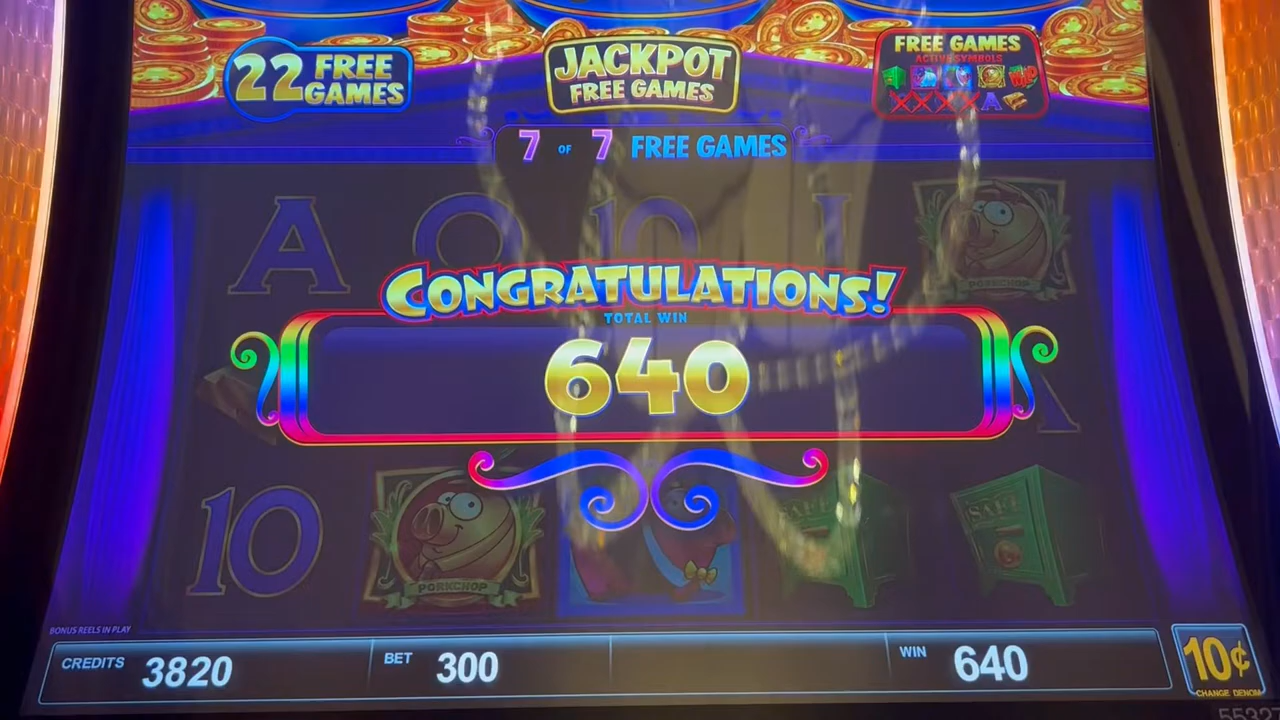 22 FREE GAMES
JACKPOT FREE GAMES
FREE GAMES
ACTIVE SYMBOLS
7 OF 7 FREE GAMES
A Q 10 J
PORKCHOP
CONGRATULATIONS!
TOTAL WIN
640
A
10
PORKCHOP
SAFE
SAFE
BONUS REELS IN PLAY
CREDITS 3820
BET 300
WIN 640
10¢
CHANGE DENOM